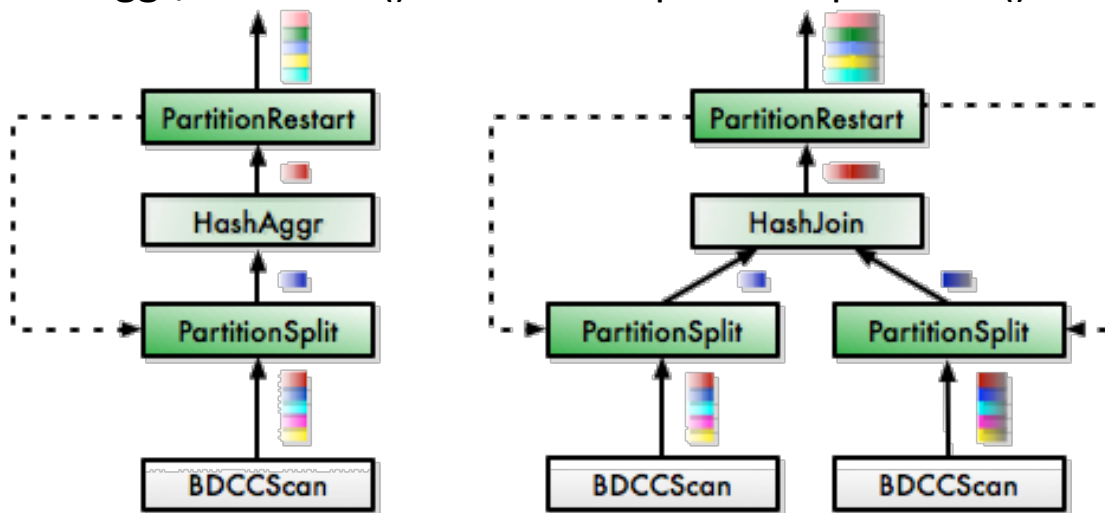 PartitionRestart
HashAggr
PartitionSplit
BDCCScan
PartitionRestart
HashJoin
PartitionSplit
PartitionSplit
BDCCScan
BDCCScan